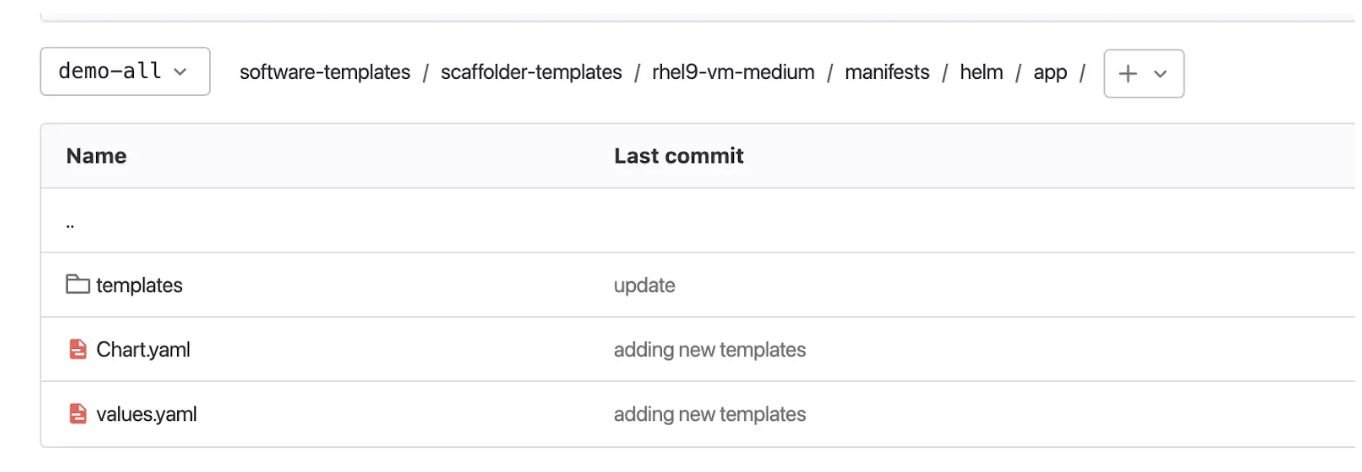 demo-all software-templates / scaffolder-templates / rhel9-vm-medium / manifests / helm / app / +
Name Last commit
..
templates update
Chart.yaml adding new templates
values.yaml adding new templates